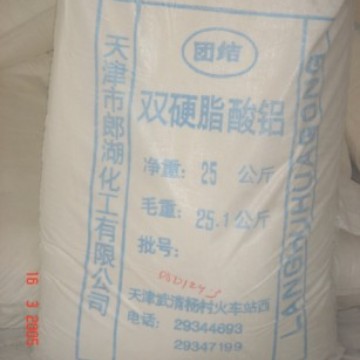 团结
双硬脂酸铝
净重: 25 公斤
毛重: 25.1公斤
批号:
天津武清杨村火车站西
电话: 29344693
29347199
天津市郎湖化工有限公司
LANGHUHUAGONG
16 3 2005